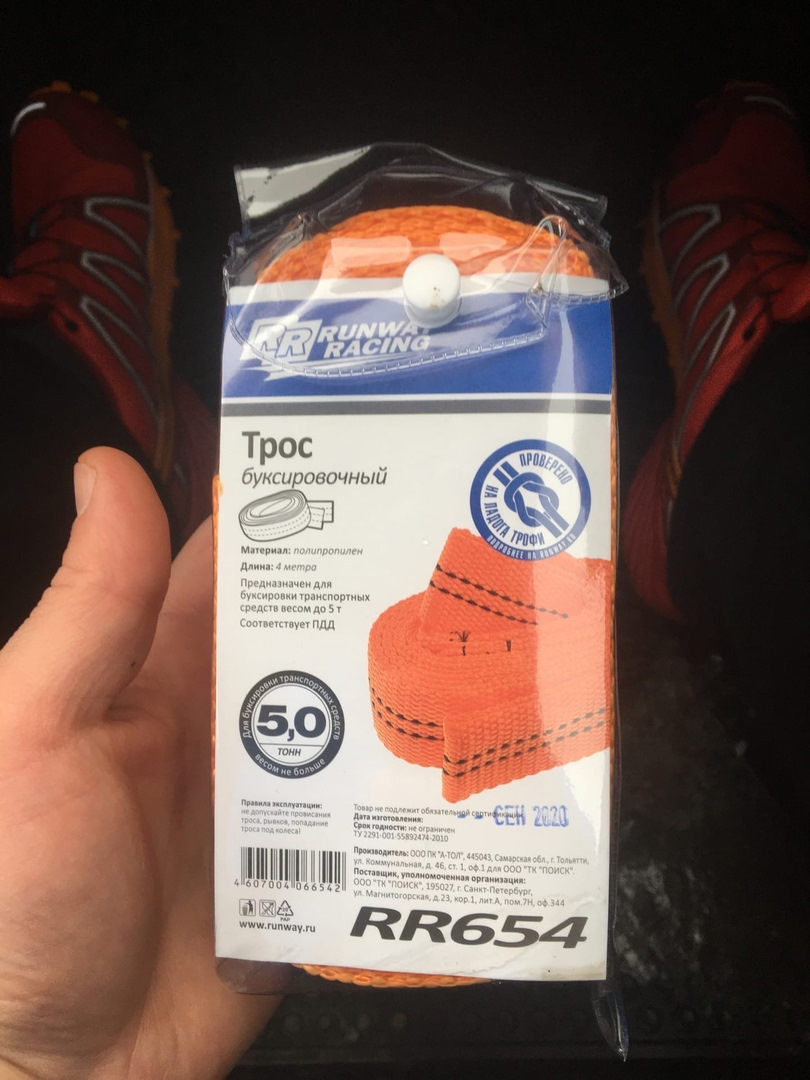 RR RUNWAY
RACING
Трос
буксировочный
ПРОВЕРЕНО
НА ЛАДОГА ТРОФИ
ПОДРОБНЕЕ НА RUNWAY.RU
Материал: полипропилен
Длина: 4 метра
Предназначен для
буксировки транспортных
средств весом до 5 т
Соответствует ПДД
Для буксировки транспортных средств
5,0
ТОНН
весом не больше
Правила эксплуатации:
не допускайте провисания
троса, рывков, попадание
троса под колеса!
Товар не подлежит обязательной сертификации
Дата изготовления: - - СЕН 2020
Срок годности: не ограничен
ТУ 2291-001-55892474-2010
Производитель: ООО ПК "А-ТОЛ", 445043, Самарская обл., г. Тольятти,
ул. Коммунальная, д. 46, ст. 1, оф.1 для ООО "ТК "ПОИСК".
Поставщик, уполномоченная организация:
ООО "ТК "ПОИСК", 195027, г. Санкт-Петербург,
ул. Магнитогорская, д.23, кор.1, лит.А, пом.7Н, оф.344
4 607004 066542
PAP
www.runway.ru
RR654